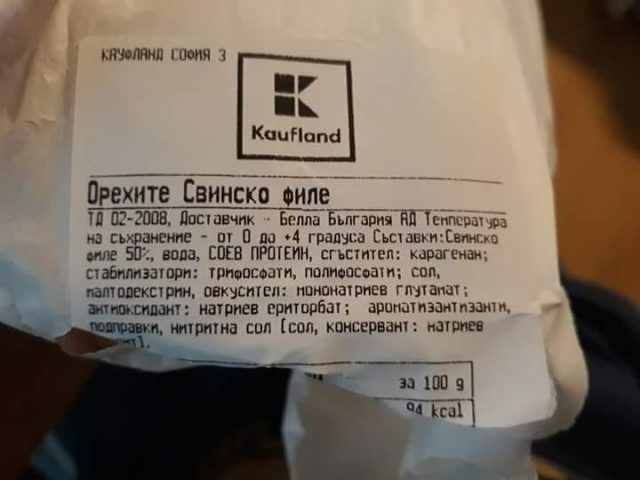 КАУФЛАНД СОФИЯ 3
Kaufland
Орехите Свинско филе
ТД 02-2008, Доставчик - Белла България АД Температура
на съхранение - от 0 до +4 градуса Съставки:Свинско
филе 50%, вода, СОЕВ ПРОТЕИН, сгъстител: карагенан;
стабилизатори: трифосфати, полифосфати; сол,
малтодекстрин, овкусител: мононатриев глутамат;
антиоксидант: натриев ериторбат; ароматизантизанти,
подправки, нитритна сол [сол, консервант: натриев
за 100 g
94 kcal